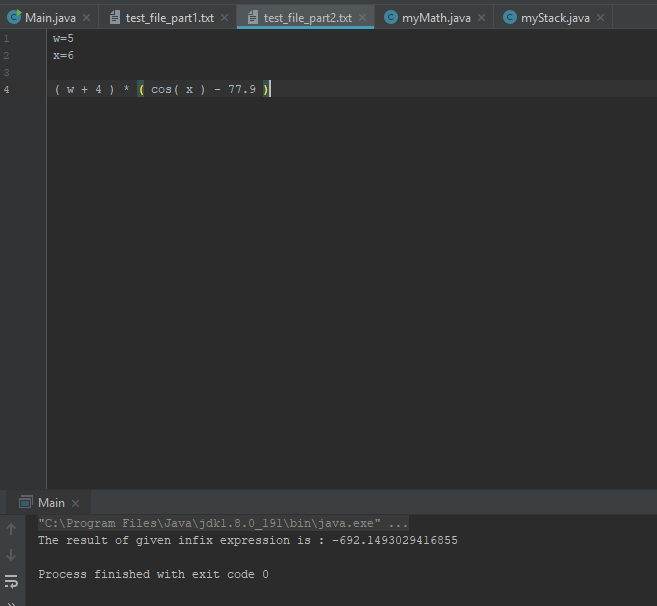 Main.java test_file_part1.txt test_file_part2.txt myMath.java myStack.java
1 w=5
2 x=6
3
4 ( w + 4 ) * ( cos( x ) - 77.9 )
Main
"C:\Program Files\Java\jdk1.8.0_191\bin\java.exe" ...
The result of given infix expression is : -692.1493029416855
Process finished with exit code 0